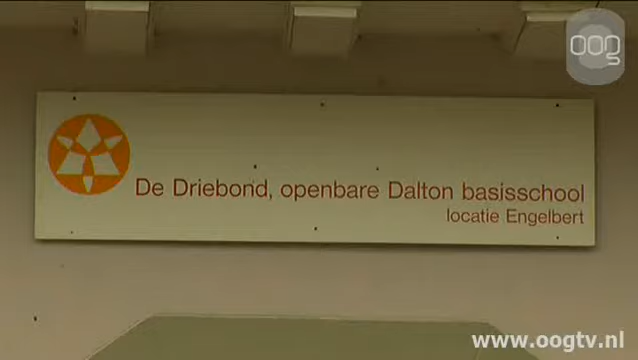 oog
De Driebond, openbare Dalton basisschool
locatie Engelbert
www.oogtv.nl